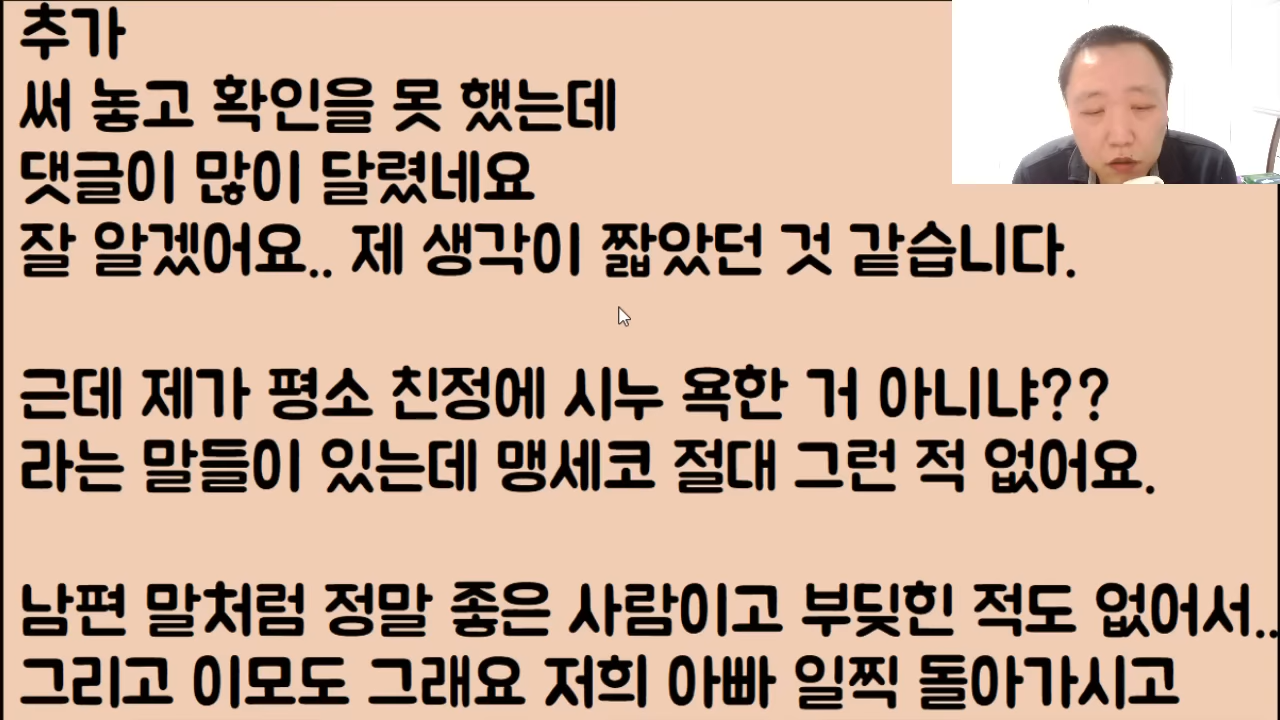 추가
써 놓고 확인을 못 했는데
댓글이 많이 달렸네요
잘 알겠어요.. 제 생각이 짧았던 것 같습니다.
근데 제가 평소 친정에 시누 욕한 거 아니냐??
라는 말들이 있는데 맹세코 절대 그런 적 없어요.
남편 말처럼 정말 좋은 사람이고 부딪힌 적도 없어서..
그리고 이모도 그래요 저희 아빠 일찍 돌아가시고